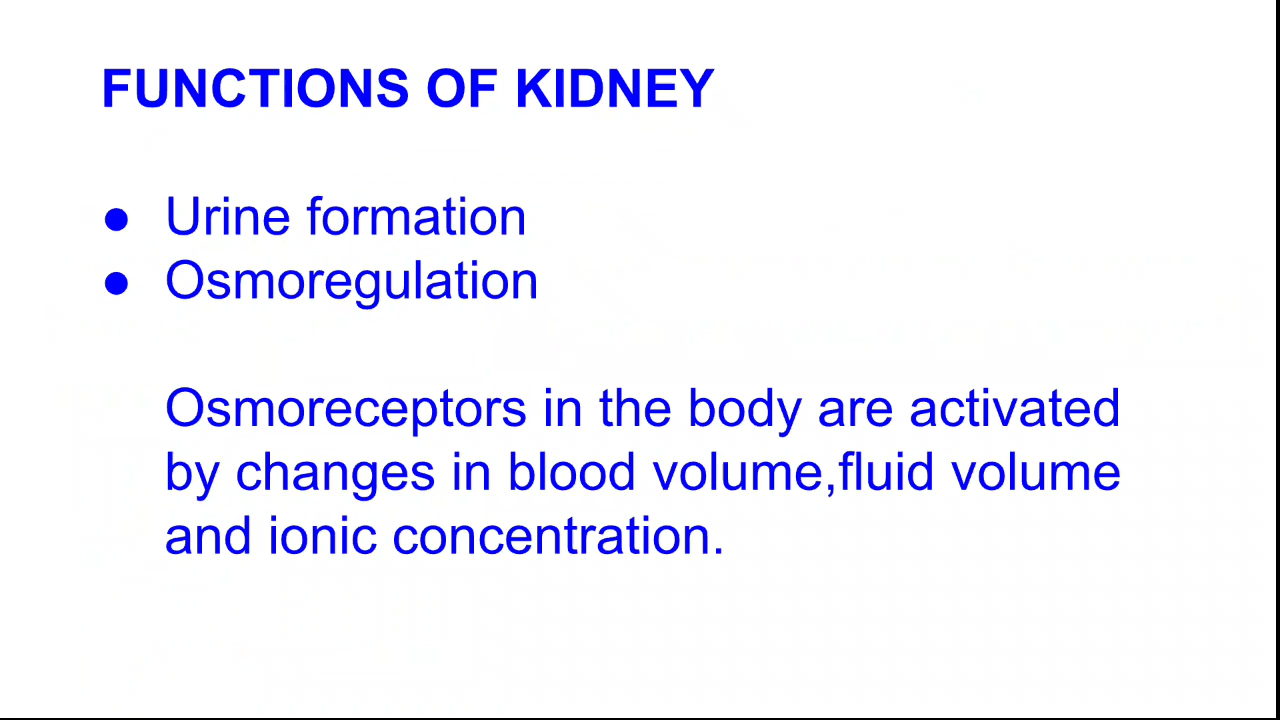 FUNCTIONS OF KIDNEY
● Urine formation
● Osmoregulation
Osmoreceptors in the body are activated
by changes in blood volume,fluid volume
and ionic concentration.